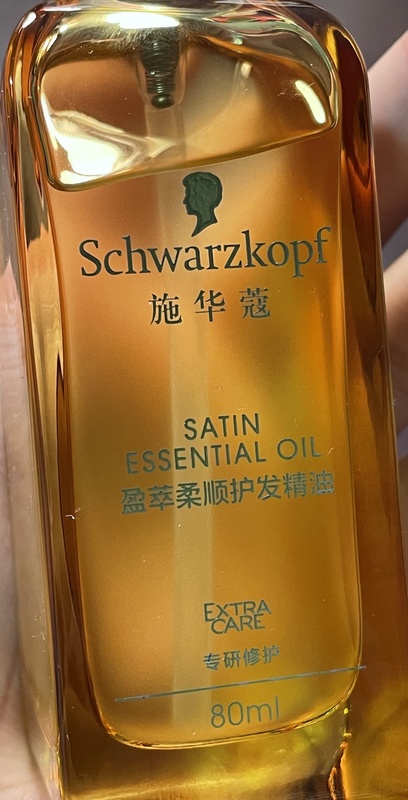 Schwarzkopf
施华蔻
SATIN
ESSENTIAL OIL
盈萃柔顺护发精油
EXTRA
CARE
专研修护
80ml